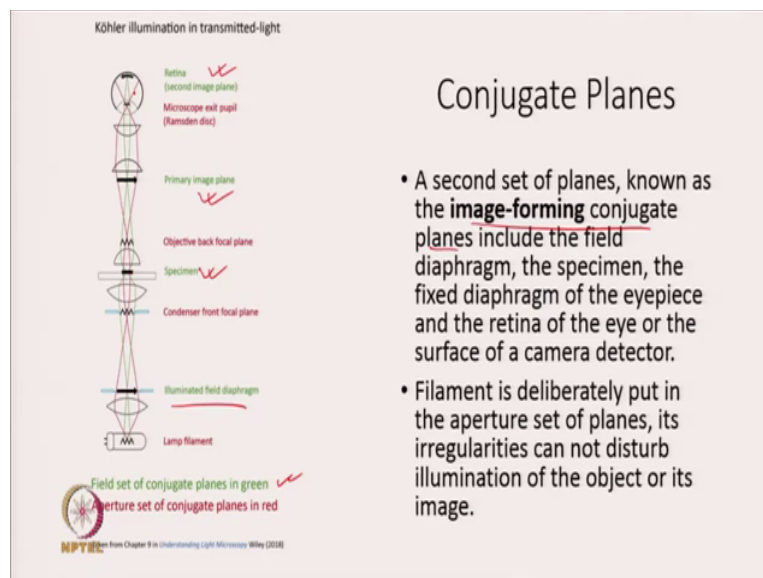 Köhler illumination in transmitted-light
Retina
(second image plane)
Microscope exit pupil
(Ramsden disc)
Primary image plane
Objective back focal plane
Specimen
Condenser front focal plane
Illuminated field diaphragm
Lamp filament
Field set of conjugate planes in green
Aperture set of conjugate planes in red
from Chapter 9 in Understanding Light Microscopy Wiley (2018)
NPTEL
Conjugate Planes
• A second set of planes, known as
the image-forming conjugate
planes include the field
diaphragm, the specimen, the
fixed diaphragm of the eyepiece
and the retina of the eye or the
surface of a camera detector.
• Filament is deliberately put in
the aperture set of planes, its
irregularities can not disturb
illumination of the object or its
image.